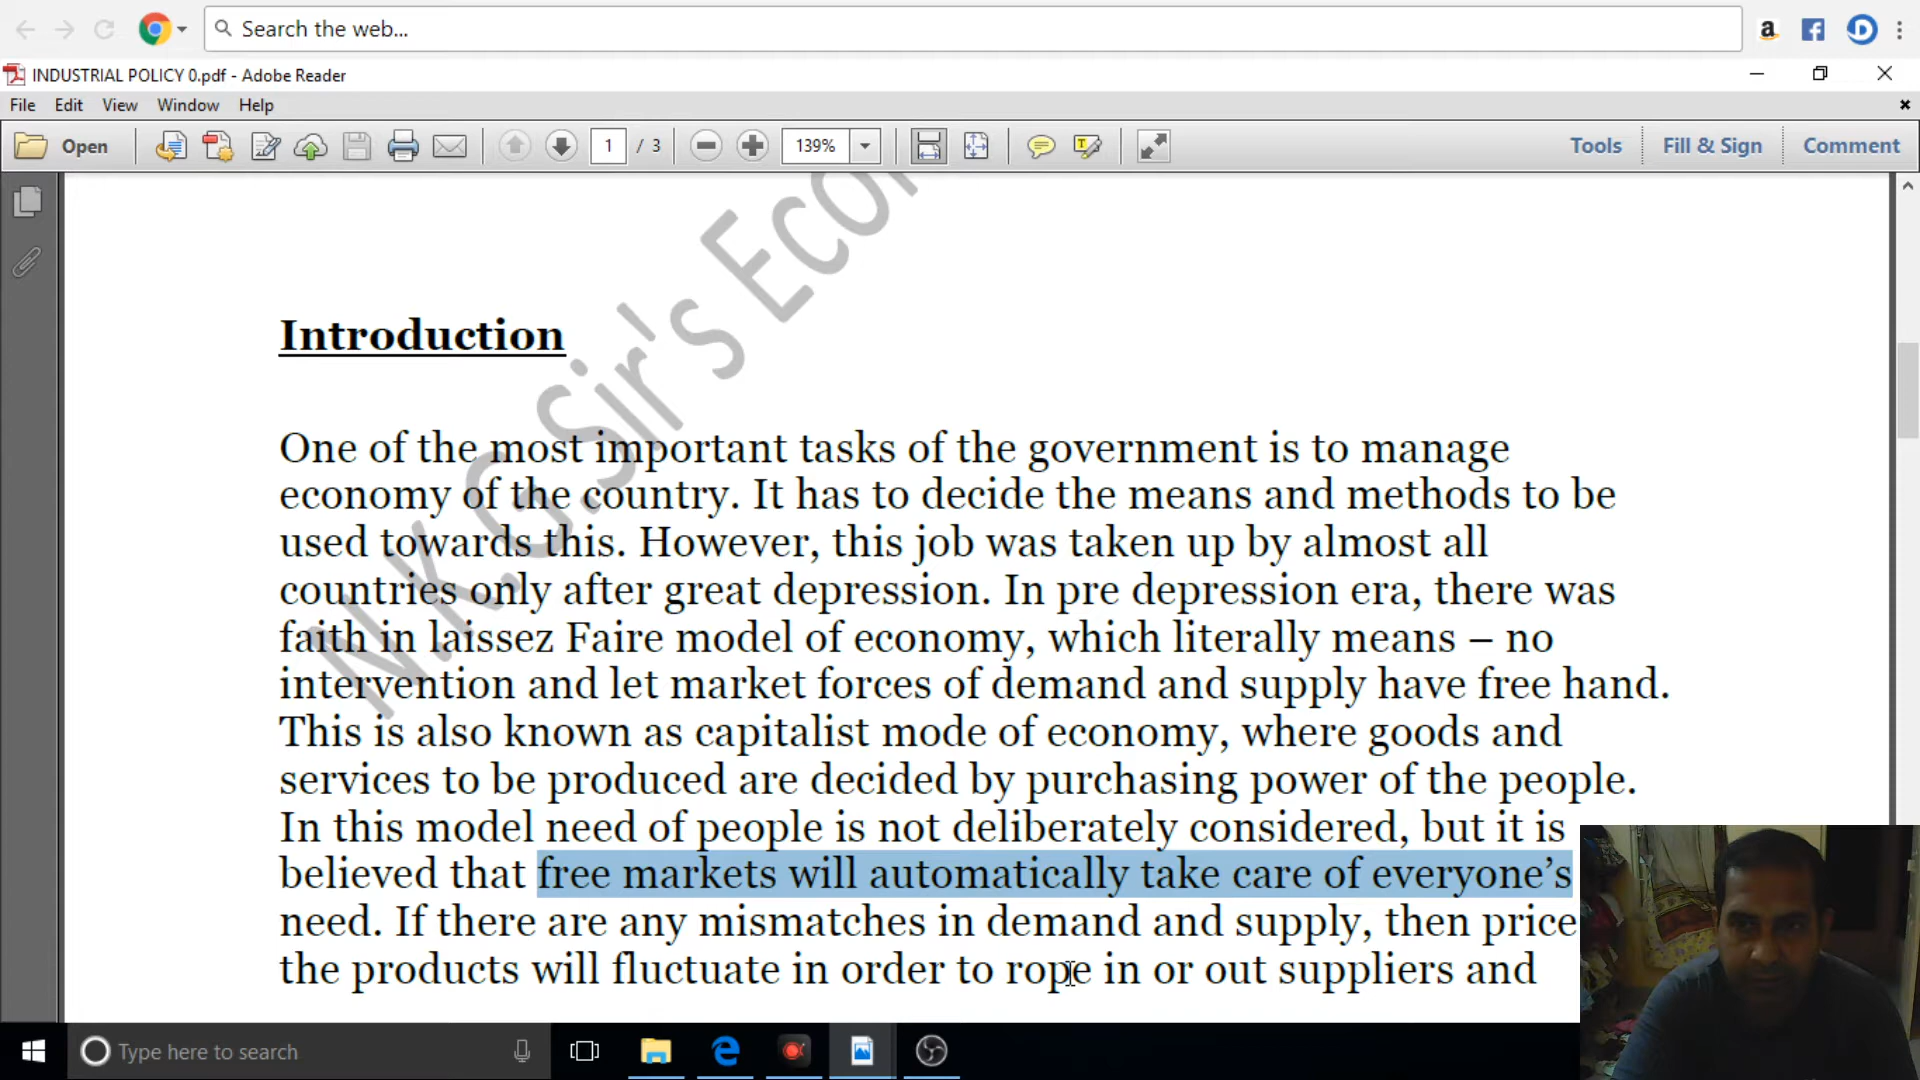 Search the web...
INDUSTRIAL POLICY 0.pdf - Adobe Reader
File Edit View Window Help
Open 1 / 3 139% Tools Fill & Sign Comment
N.K.G.Sir's Econ
Introduction
One of the most important tasks of the government is to manage
economy of the country. It has to decide the means and methods to be
used towards this. However, this job was taken up by almost all
countries only after great depression. In pre depression era, there was
faith in laissez Faire model of economy, which literally means – no
intervention and let market forces of demand and supply have free hand.
This is also known as capitalist mode of economy, where goods and
services to be produced are decided by purchasing power of the people.
In this model need of people is not deliberately considered, but it is
believed that free markets will automatically take care of everyone’s
need. If there are any mismatches in demand and supply, then price
the products will fluctuate in order to rope in or out suppliers and
Type here to search